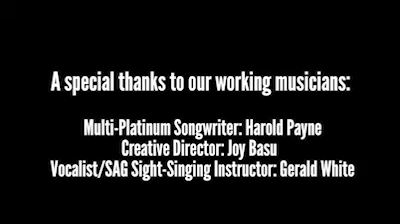 A special thanks to our working musicians:
Multi-Platinum Songwriter: Harold Payne
Creative Director: Joy Basu
Vocalist/SAG Sight-Singing Instructor: Gerald White